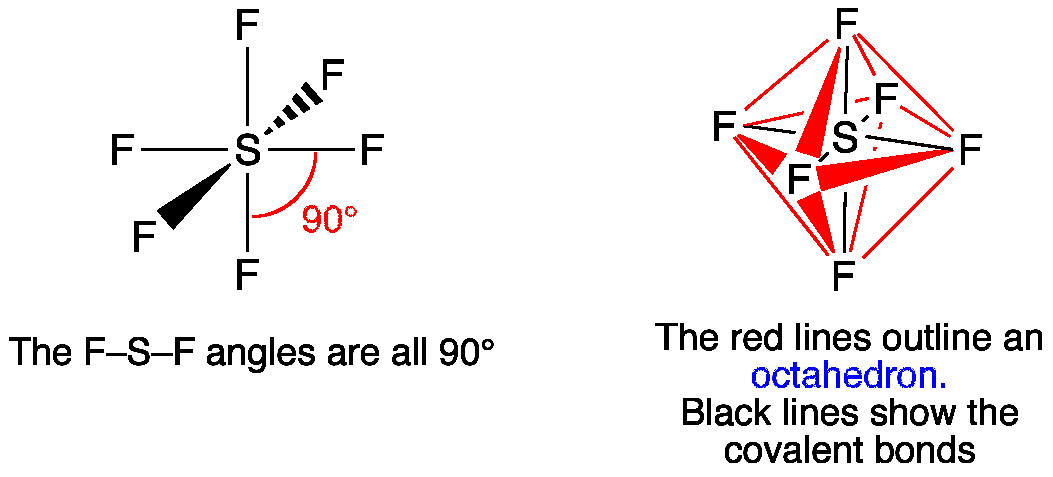 F
F
F
S
F
F
90°
F
The F–S–F angles are all 90°
F
F
F
S
F
F
F
The red lines outline an
octahedron.
Black lines show the
covalent bonds